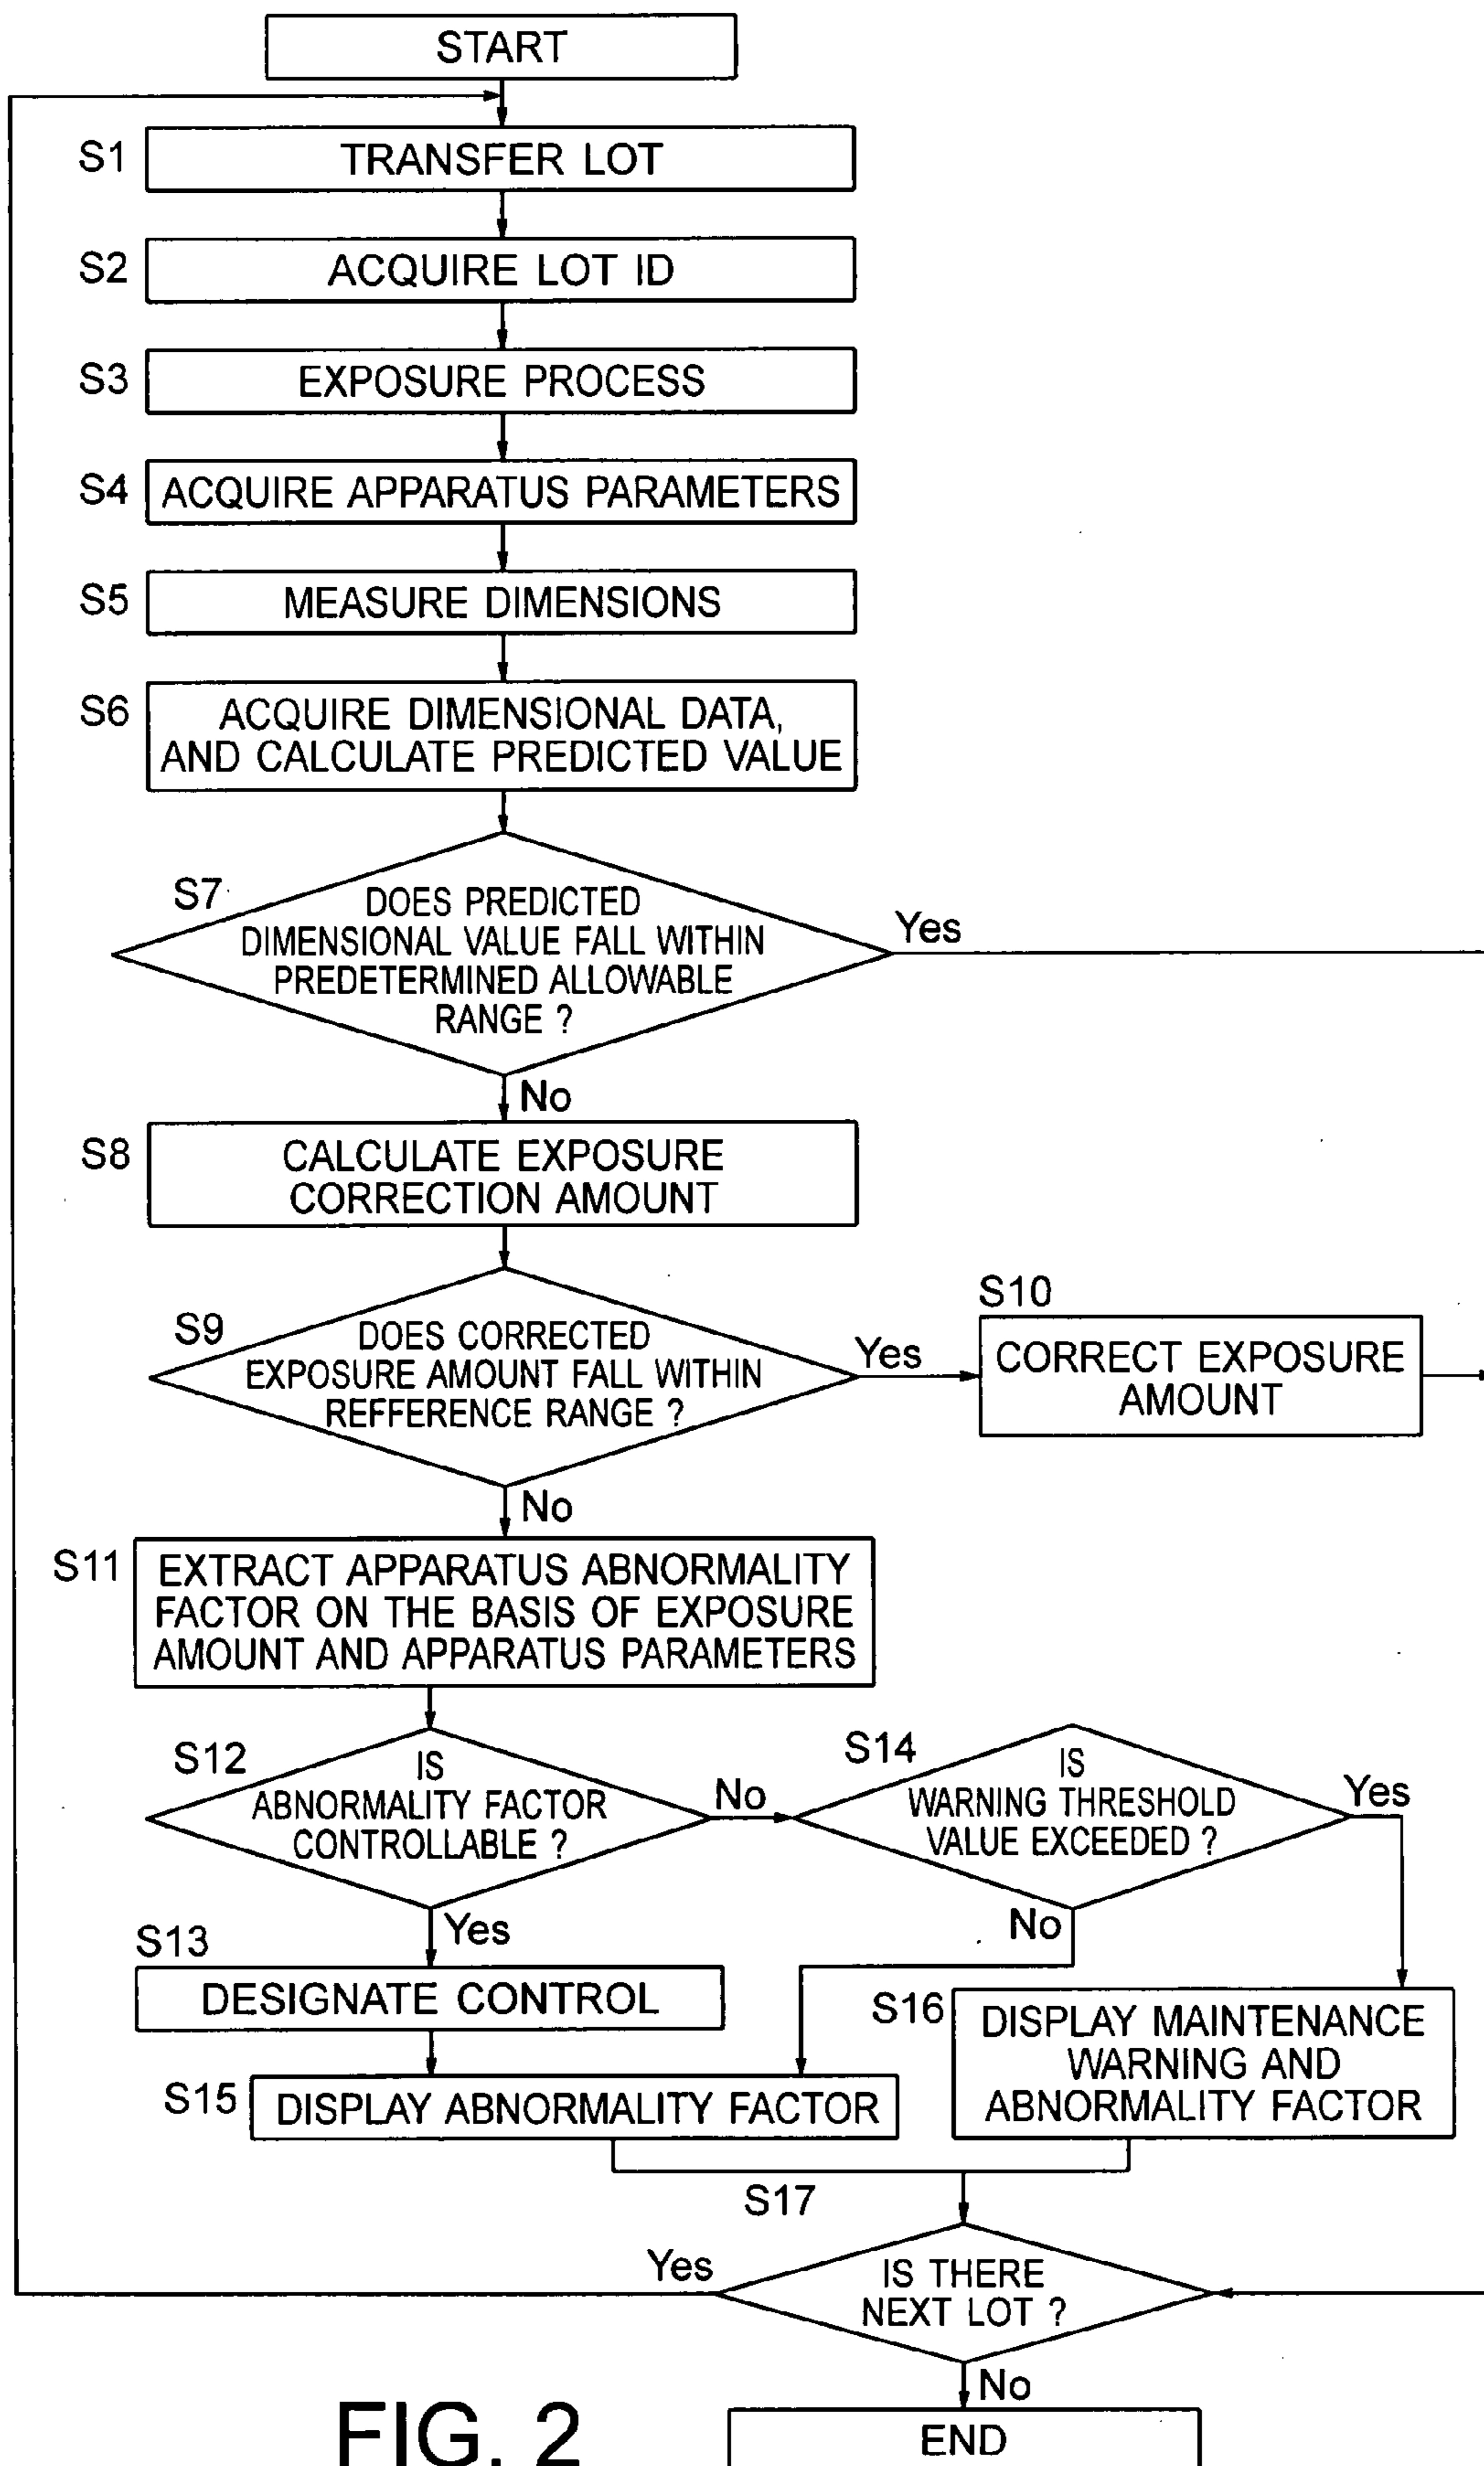 START
S1
TRANSFER LOT
S2
ACQUIRE LOT ID
S3
EXPOSURE PROCESS
S4
ACQUIRE APPARATUS PARAMETERS
S5
MEASURE DIMENSIONS
S6
ACQUIRE DIMENSIONAL DATA,
AND CALCULATE PREDICTED VALUE
S7
DOES PREDICTED
DIMENSIONAL VALUE FALL WITHIN
PREDETERMINED ALLOWABLE
RANGE ?
Yes
No
S8
CALCULATE EXPOSURE
CORRECTION AMOUNT
S9
DOES CORRECTED
EXPOSURE AMOUNT FALL WITHIN
REFFERENCE RANGE ?
Yes
S10
CORRECT EXPOSURE
AMOUNT
No
S11
EXTRACT APPARATUS ABNORMALITY
FACTOR ON THE BASIS OF EXPOSURE
AMOUNT AND APPARATUS PARAMETERS
S12
IS
ABNORMALITY FACTOR
CONTROLLABLE ?
No
S14
IS
WARNING THRESHOLD
VALUE EXCEEDED ?
Yes
Yes
No
S13
DESIGNATE CONTROL
S16
DISPLAY MAINTENANCE
WARNING AND
ABNORMALITY FACTOR
S15
DISPLAY ABNORMALITY FACTOR
S17
Yes
IS THERE
NEXT LOT ?
No
END
FIG. 2